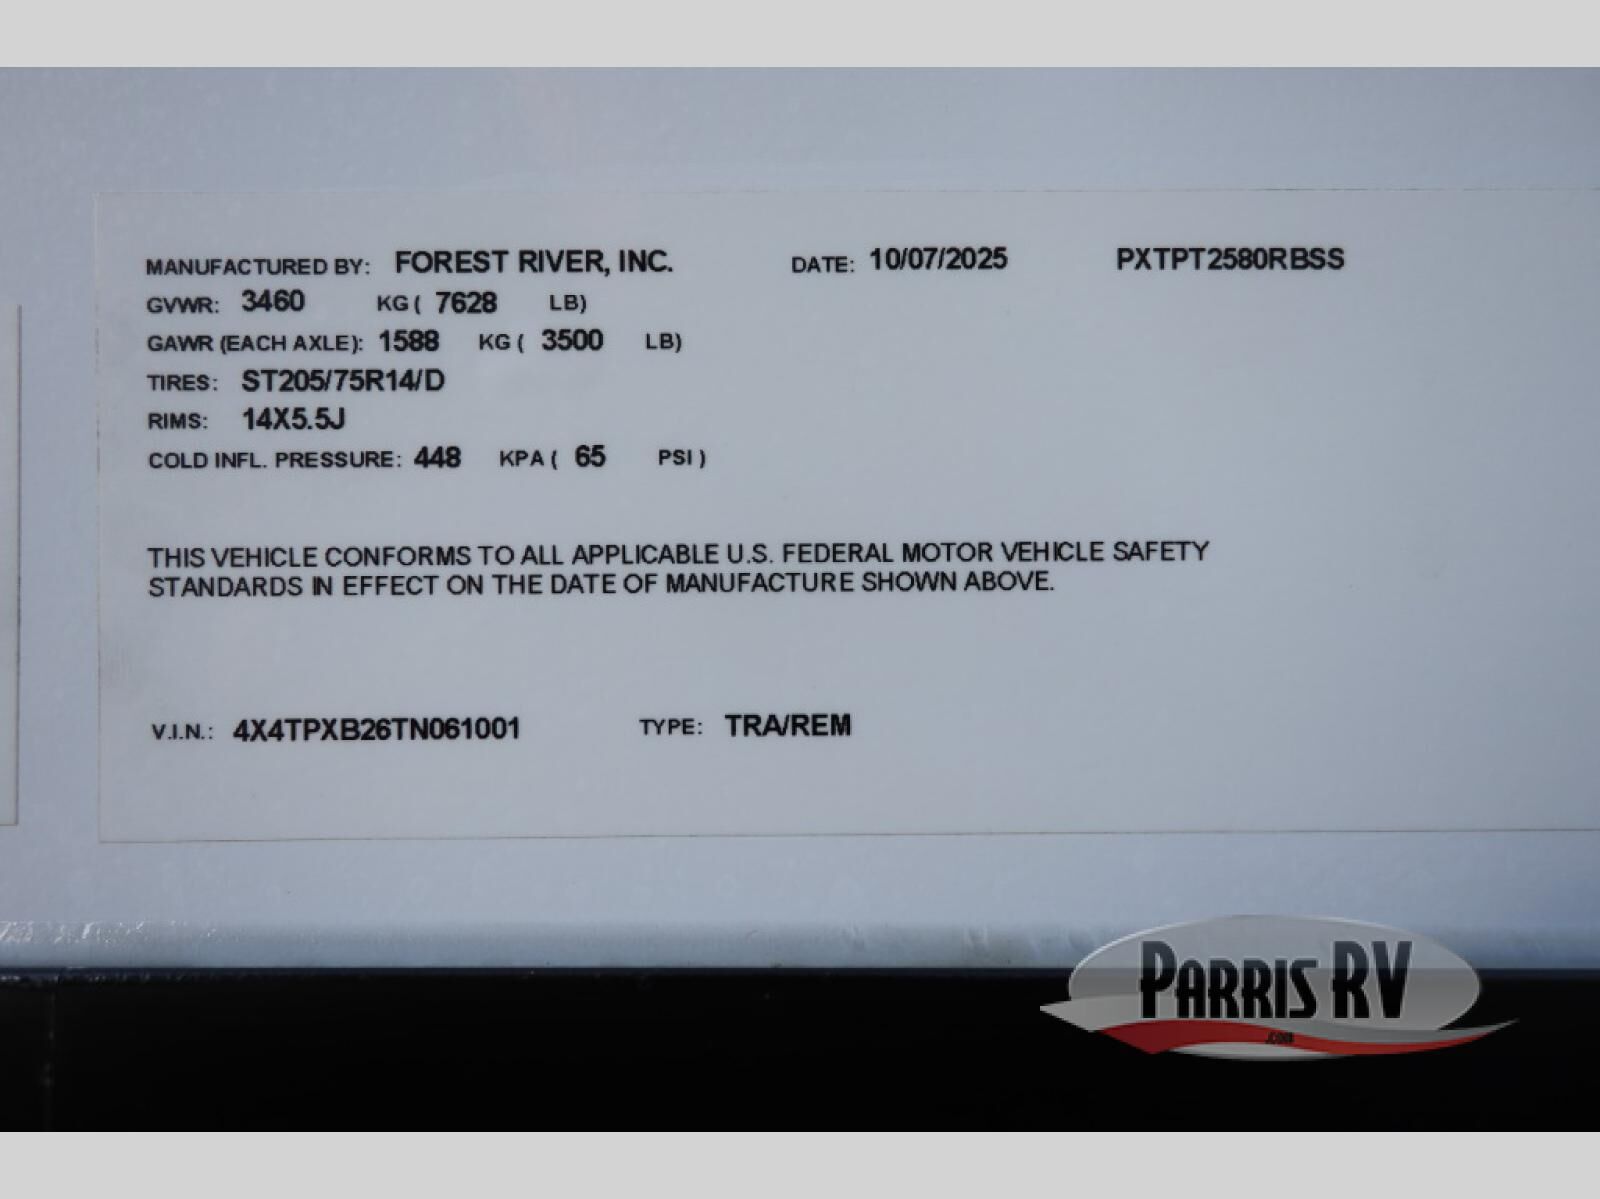 MANUFACTURED BY: FOREST RIVER, INC. DATE: 10/07/2025 PXTPT2580RBSS
GVWR: 3460 KG ( 7628 LB)
GAWR (EACH AXLE): 1588 KG ( 3500 LB)
TIRES: ST205/75R14/D
RIMS: 14X5.5J
COLD INFL. PRESSURE: 448 KPA ( 65 PSI )
THIS VEHICLE CONFORMS TO ALL APPLICABLE U.S. FEDERAL MOTOR VEHICLE SAFETY
STANDARDS IN EFFECT ON THE DATE OF MANUFACTURE SHOWN ABOVE.
V.I.N.: 4X4TPXB26TN061001 TYPE: TRA/REM
PARRIS RV
.com